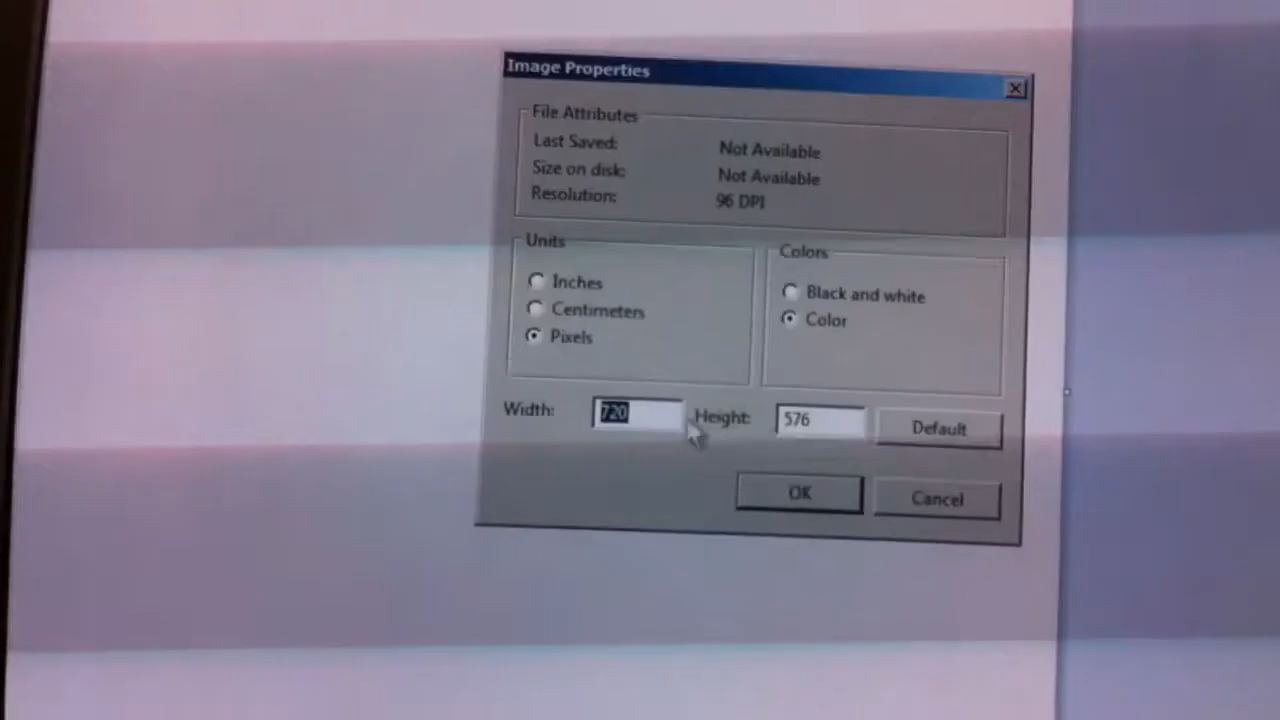 Image Properties
File Attributes
Last Saved: Not Available
Size on disk: Not Available
Resolution: 96 DPI
Units
Inches
Centimeters
Pixels
Colors
Black and white
Color
Width: 720 Height: 576 Default
OK Cancel